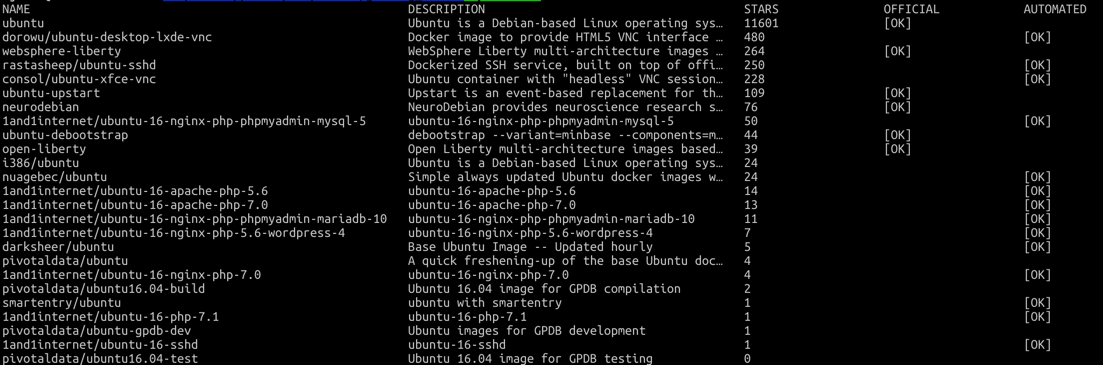 NAME DESCRIPTION STARS OFFICIAL AUTOMATED
ubuntu Ubuntu is a Debian-based Linux operating sys… 11601 [OK]
dorowu/ubuntu-desktop-lxde-vnc Docker image to provide HTML5 VNC interface … 480 [OK]
websphere-liberty WebSphere Liberty multi-architecture images … 264 [OK]
rastasheep/ubuntu-sshd Dockerized SSH service, built on top of offi… 250 [OK]
consol/ubuntu-xfce-vnc Ubuntu container with "headless" VNC session… 228 [OK]
ubuntu-upstart Upstart is an event-based replacement for th… 109 [OK]
neurodebian NeuroDebian provides neuroscience research s… 76 [OK]
1and1internet/ubuntu-16-nginx-php-phpmyadmin-mysql-5 ubuntu-16-nginx-php-phpmyadmin-mysql-5 50 [OK]
ubuntu-debootstrap debootstrap --variant=minbase --components=m… 44 [OK]
open-liberty Open Liberty multi-architecture images based… 39 [OK]
i386/ubuntu Ubuntu is a Debian-based Linux operating sys… 24
nuagebec/ubuntu Simple always updated Ubuntu docker images w… 24 [OK]
1and1internet/ubuntu-16-apache-php-5.6 ubuntu-16-apache-php-5.6 14 [OK]
1and1internet/ubuntu-16-apache-php-7.0 ubuntu-16-apache-php-7.0 13 [OK]
1and1internet/ubuntu-16-nginx-php-phpmyadmin-mariadb-10 ubuntu-16-nginx-php-phpmyadmin-mariadb-10 11 [OK]
1and1internet/ubuntu-16-nginx-php-5.6-wordpress-4 ubuntu-16-nginx-php-5.6-wordpress-4 7 [OK]
darksheer/ubuntu Base Ubuntu Image -- Updated hourly 5 [OK]
pivotaldata/ubuntu A quick freshening-up of the base Ubuntu doc… 4
1and1internet/ubuntu-16-nginx-php-7.0 ubuntu-16-nginx-php-7.0 4 [OK]
pivotaldata/ubuntu16.04-build Ubuntu 16.04 image for GPDB compilation 2
smartentry/ubuntu ubuntu with smartentry 1 [OK]
1and1internet/ubuntu-16-php-7.1 ubuntu-16-php-7.1 1 [OK]
pivotaldata/ubuntu-gpdb-dev Ubuntu images for GPDB development 1
1and1internet/ubuntu-16-sshd ubuntu-16-sshd 1 [OK]
pivotaldata/ubuntu16.04-test Ubuntu 16.04 image for GPDB testing 0